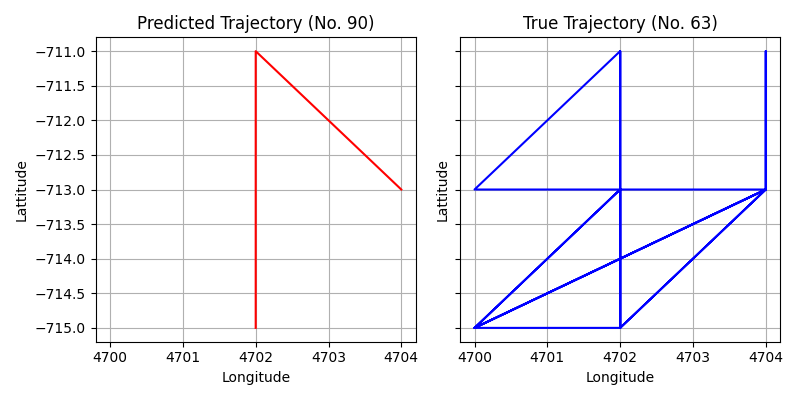 Predicted Trajectory (No. 90)
Lattitude
−711.0
−711.5
−712.0
−712.5
−713.0
−713.5
−714.0
−714.5
−715.0
4700 4701 4702 4703 4704
Longitude
True Trajectory (No. 63)
Lattitude
4700 4701 4702 4703 4704
Longitude